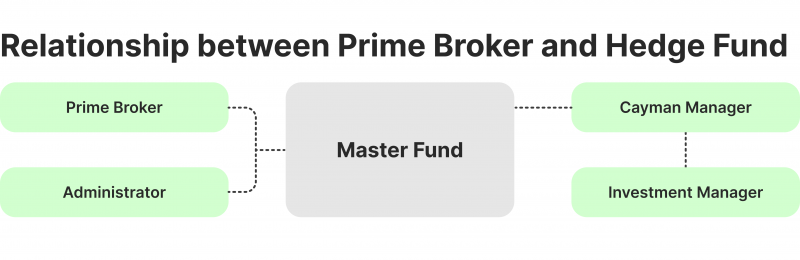 Relationship between Prime Broker and Hedge Fund
Prime Broker
Cayman Manager
Master Fund
Administrator
Investment Manager